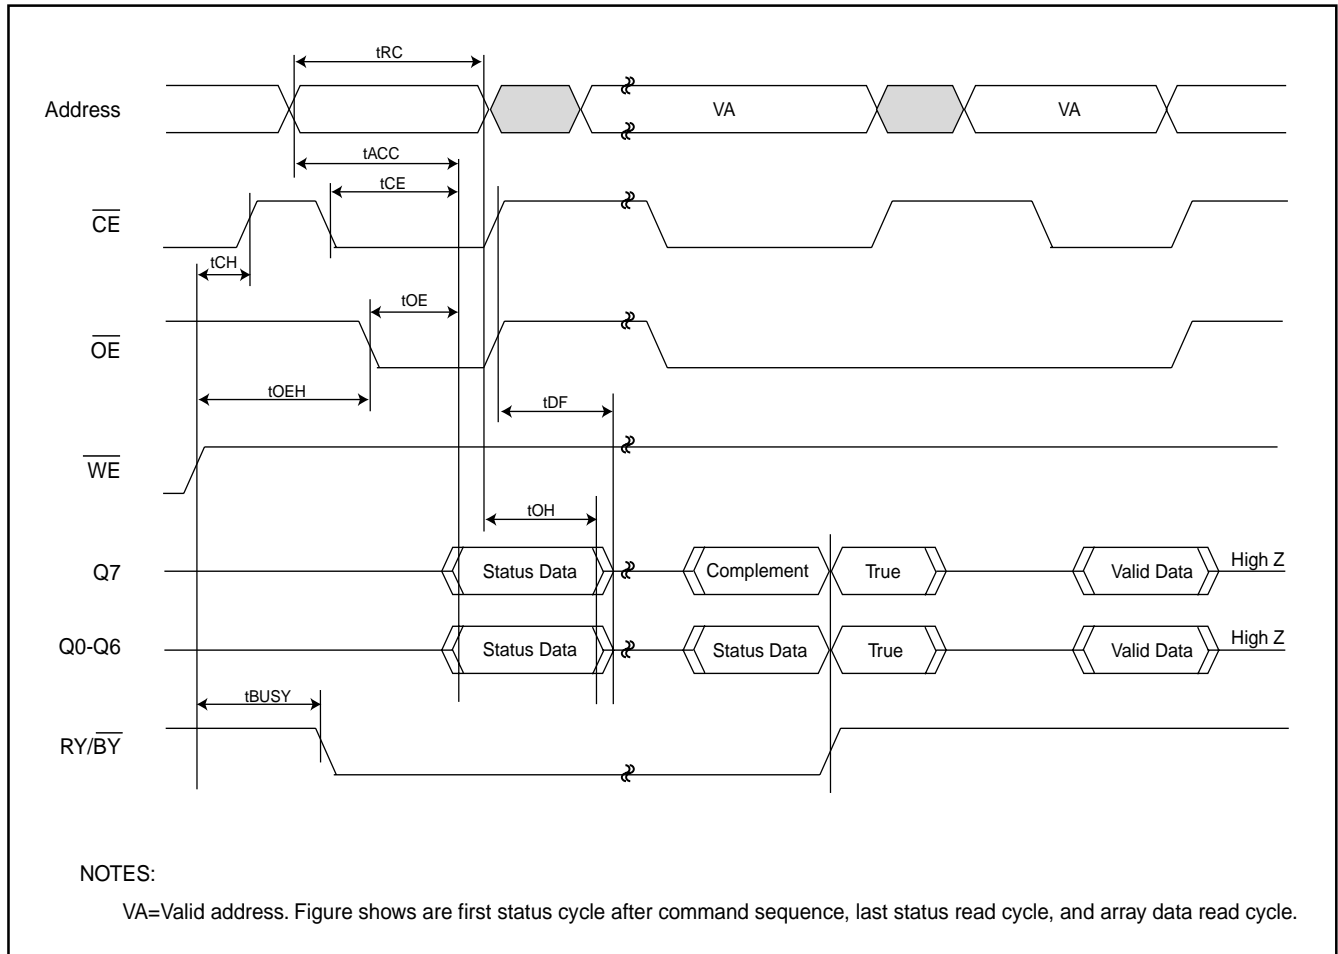 tRC
Address
VA
VA
tACC
tCE
CE
tCH
tOE
OE
tOEH
tDF
WE
tOH
Q7
Status Data
Complement
True
Valid Data
High Z
Q0-Q6
Status Data
Status Data
True
Valid Data
High Z
tBUSY
RY/BY
NOTES:
VA=Valid address. Figure shows are first status cycle after command sequence, last status read cycle, and array data read cycle.